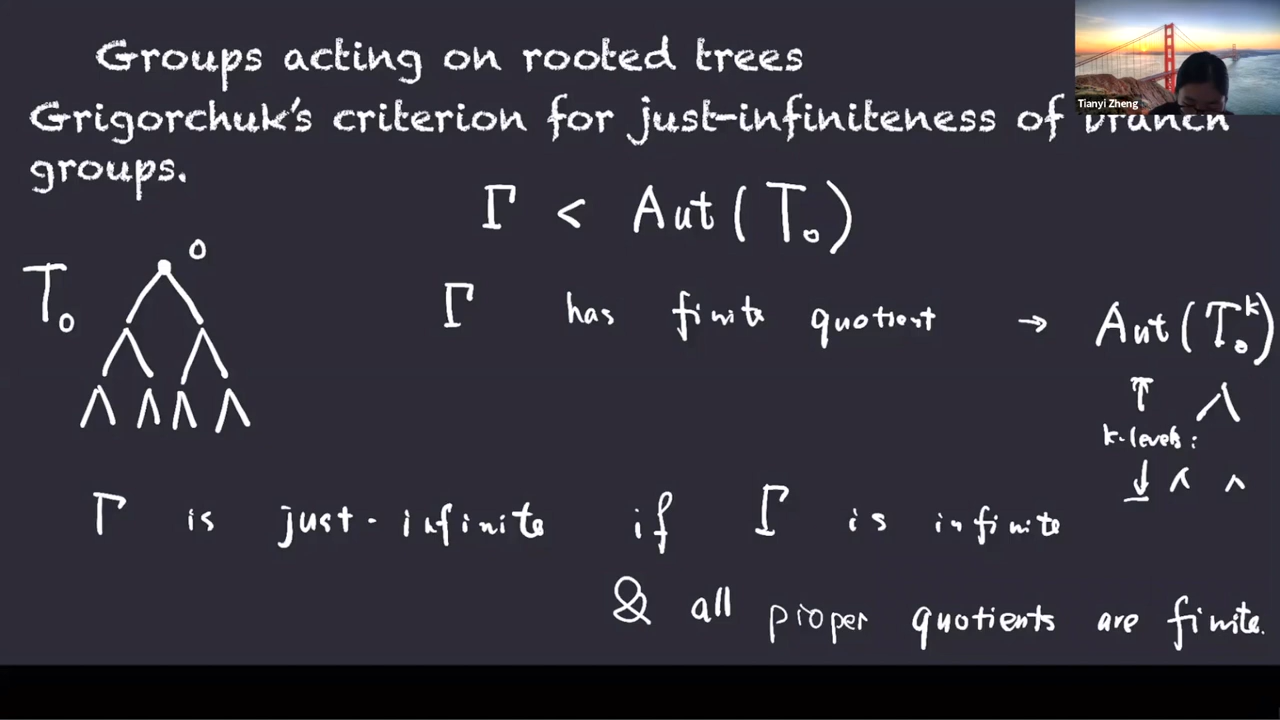 Groups acting on rooted trees
Grigorchuk's criterion for just-infiniteness of branch
groups.
Tianyi Zheng
Γ < Aut(T₀)
T₀
0
Γ has finite quotient → Aut(T₀ᵏ)
k-levels:
Γ is just-infinite if Γ is infinite
& all proper quotients are finite.